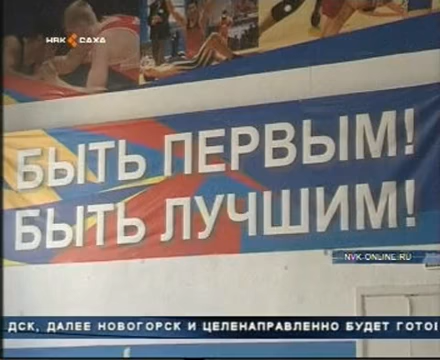 НВК САХА
БЫТЬ ПЕРВЫМ!
БЫТЬ ЛУЧШИМ!
NVK-ONLINE.RU
ДСК, ДАЛЕЕ НОВОГОРСК И ЦЕЛЕНАПРАВЛЕННО БУДЕТ ГОТО